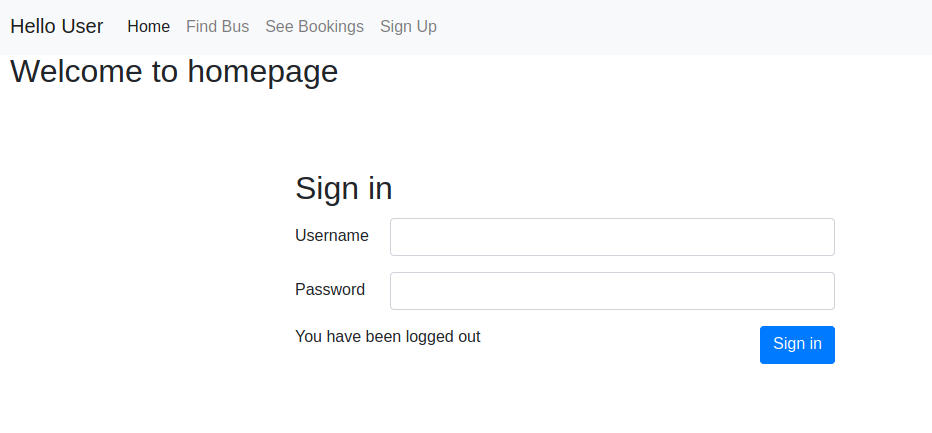 Hello User Home Find Bus See Bookings Sign Up
Welcome to homepage
Sign in
Username
Password
You have been logged out Sign in